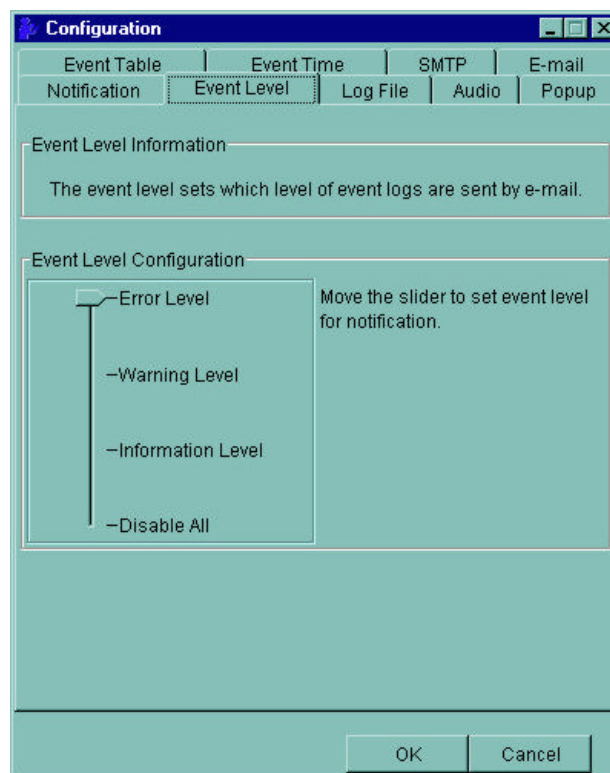 Configuration
Event Table
Event Time
SMTP
E-mail
Notification
Event Level
Log File
Audio
Popup
Event Level Information
The event level sets which level of event logs are sent by e-mail.
Event Level Configuration
Error Level
Move the slider to set event level
for notification.
Warning Level
Information Level
Disable All
OK
Cancel